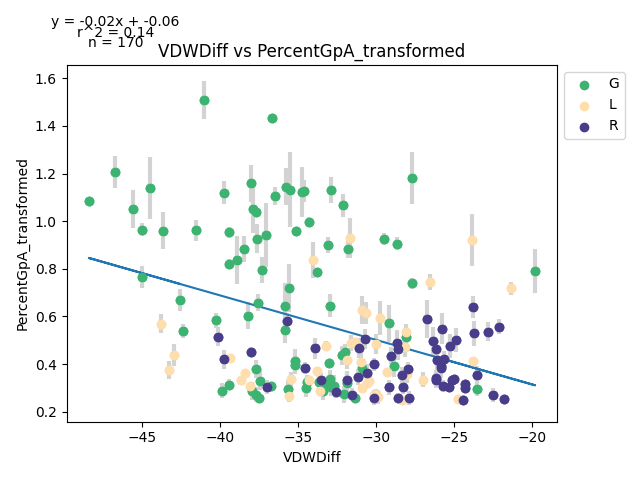 y = -0.02x + -0.06
r^2 = 0.14
n = 170
VDWDiff vs PercentGpA_transformed
G
L
R
PercentGpA_transformed
1.6
1.4
1.2
1.0
0.8
0.6
0.4
0.2
−45
−40
−35
−30
−25
−20
VDWDiff